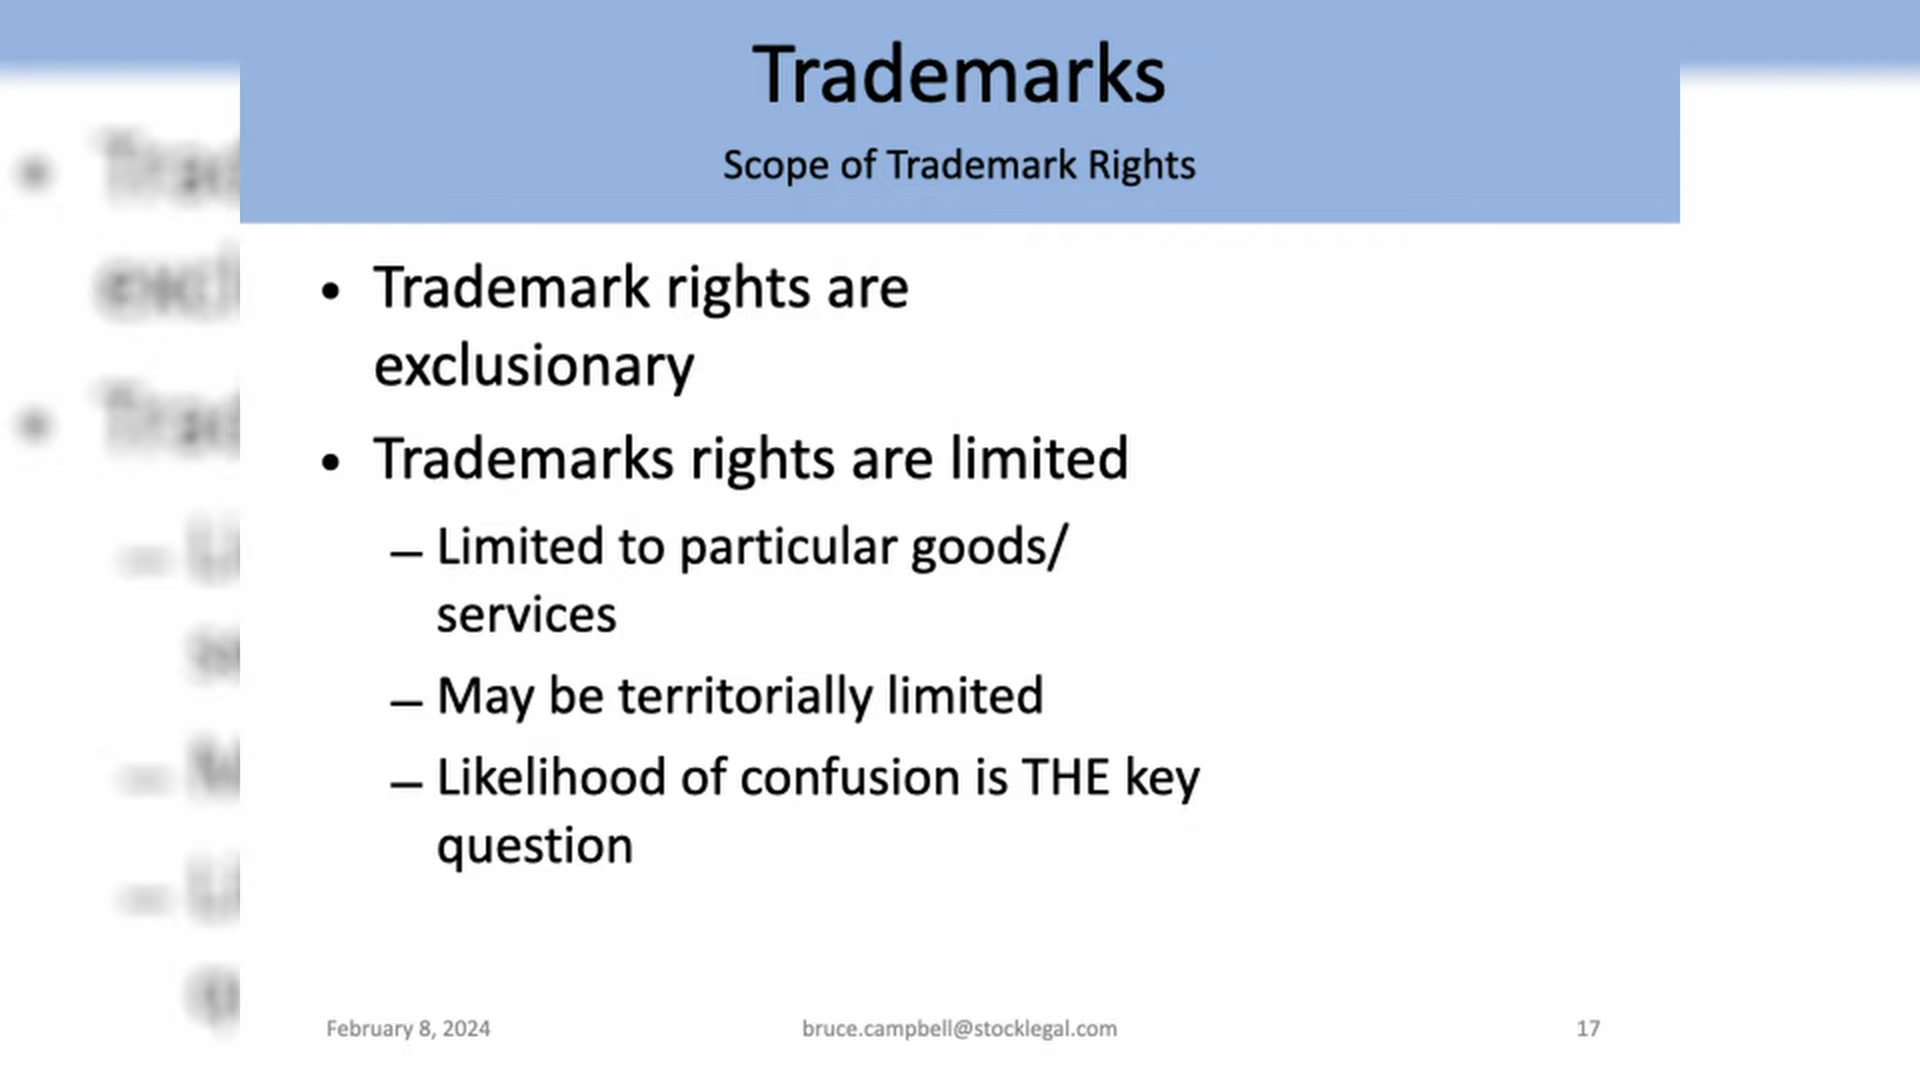 Trademarks
Scope of Trademark Rights
• Trademark rights are
exclusionary
• Trademarks rights are limited
– Limited to particular goods/
services
– May be territorially limited
– Likelihood of confusion is THE key
question
February 8, 2024
bruce.campbell@stocklegal.com
17